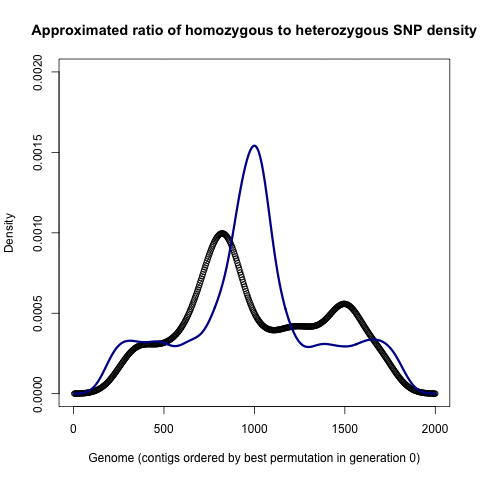 Approximated ratio of homozygous to heterozygous SNP density
0.0020
0.0015
0.0010
0.0005
0.0000
Density
0 500 1000 1500 2000
Genome (contigs ordered by best permutation in generation 0)